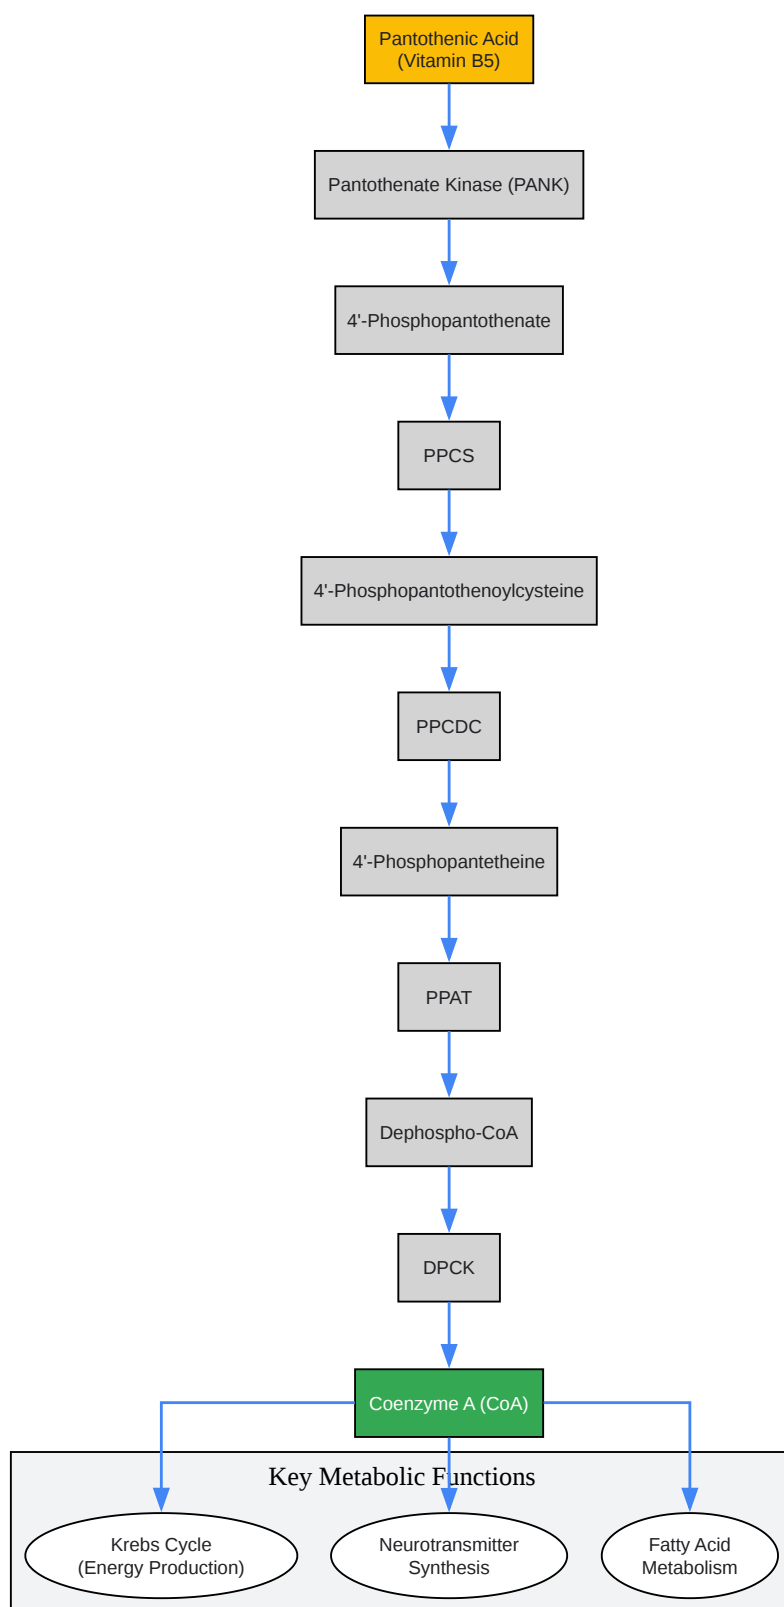 Pantothenic Acid
(Vitamin B5)
Pantothenate Kinase (PANK)
4'-Phosphopantothenate
PPCS
4'-Phosphopantothenoylcysteine
PPCDC
4'-Phosphopantetheine
PPAT
Dephospho-CoA
DPCK
Coenzyme A (CoA)
Key Metabolic Functions
Krebs Cycle
(Energy Production)
Neurotransmitter
Synthesis
Fatty Acid
Metabolism